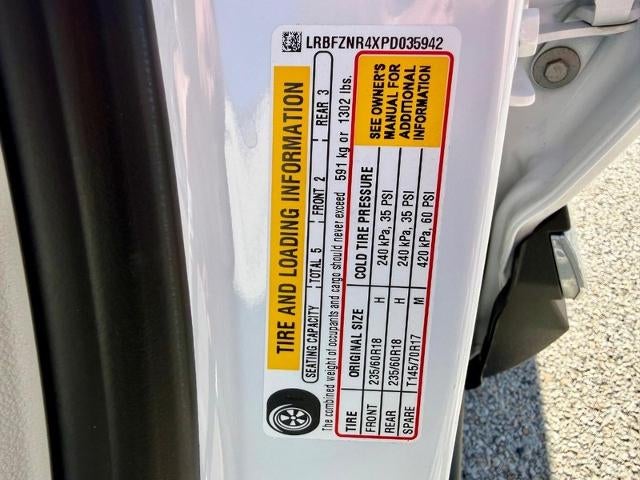 LRBFZNR4XPD035942
TIRE AND LOADING INFORMATION
SEATING CAPACITY TOTAL 5 FRONT 2 REAR 3
The combined weight of occupants and cargo should never exceed 591 kg or 1302 lbs.
TIRE ORIGINAL SIZE COLD TIRE PRESSURE
FRONT 235/60R18 H 240 kPa, 35 PSI
REAR 235/60R18 H 240 kPa, 35 PSI
SPARE T145/70R17 M 420 kPa, 60 PSI
SEE OWNER'S
MANUAL FOR
ADDITIONAL
INFORMATION